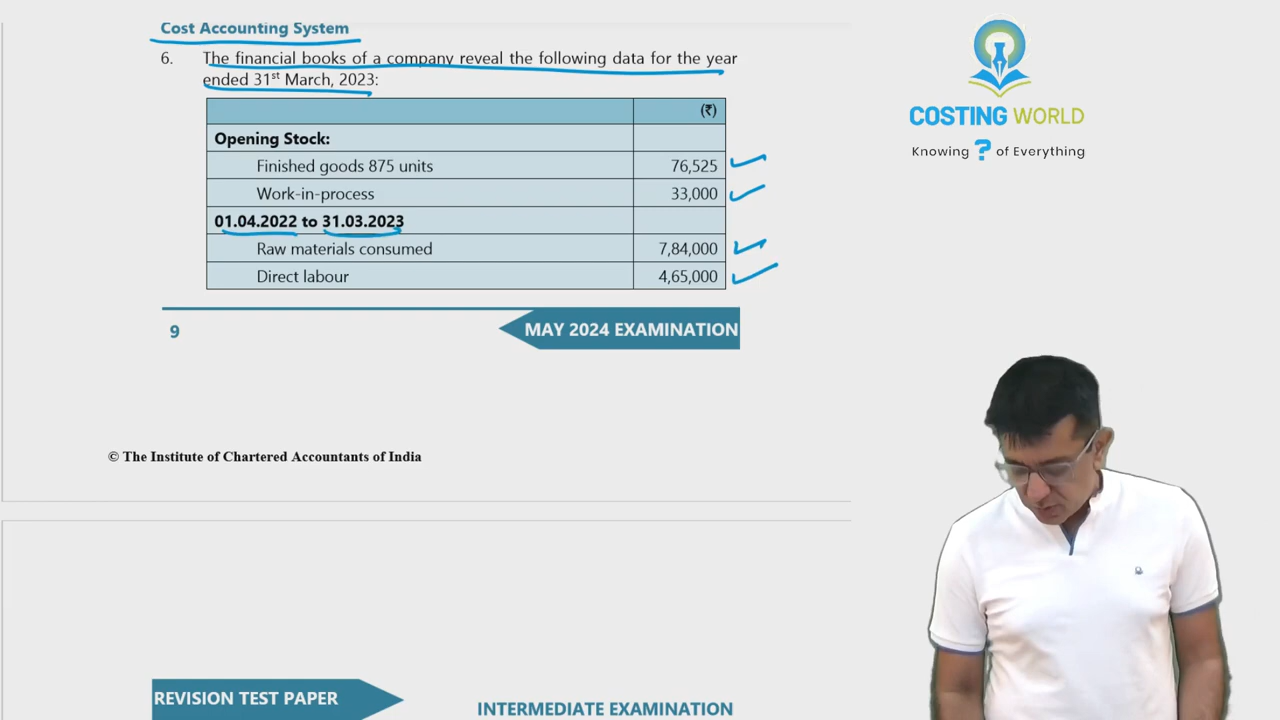 Cost Accounting System
6. The financial books of a company reveal the following data for the year
ended 31st March, 2023:
(₹)
Opening Stock:
Finished goods 875 units 76,525
Work-in-process 33,000
01.04.2022 to 31.03.2023
Raw materials consumed 7,84,000
Direct labour 4,65,000
9 MAY 2024 EXAMINATION
© The Institute of Chartered Accountants of India
REVISION TEST PAPER
INTERMEDIATE EXAMINATION
COSTING WORLD
Knowing ? of Everything